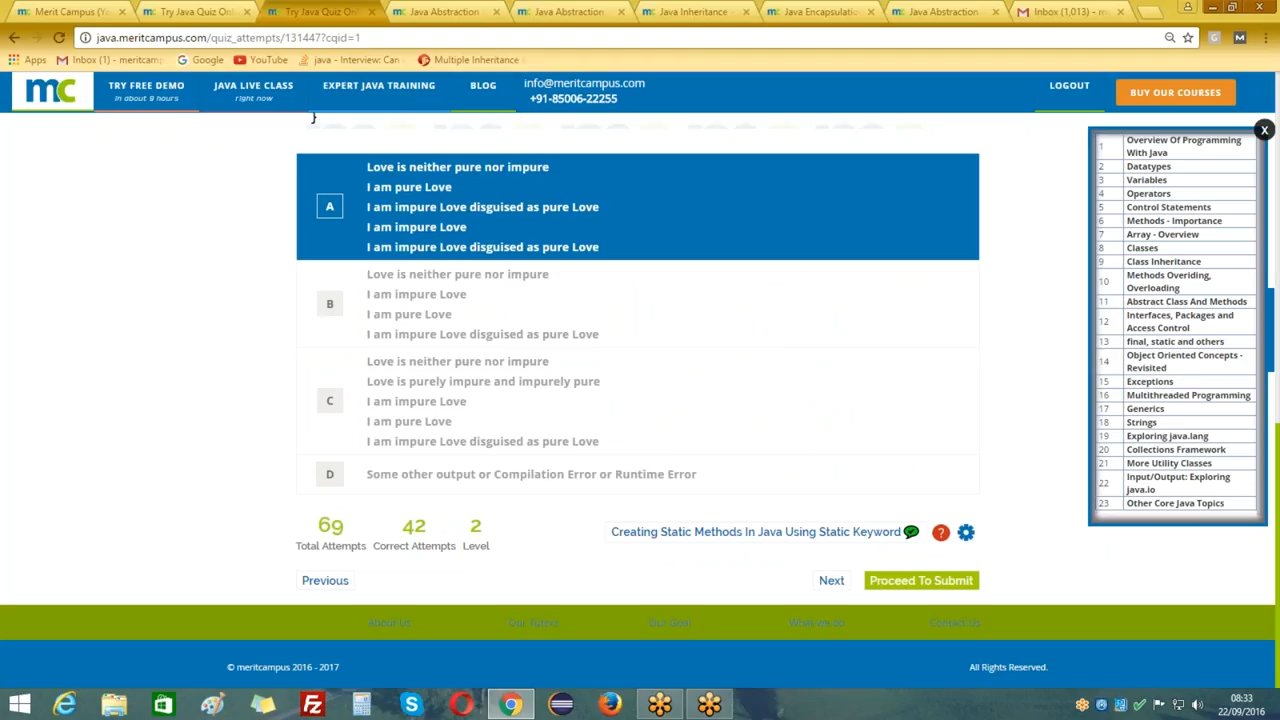 Merit Campus (Ye
Try Java Quiz Onl
Try Java Quiz Onl
Java Abstraction
Java Abstraction
Java Inheritance
Java Encapsulatio
Java Abstraction
Inbox (1,013) - m
java.meritcampus.com/quiz_attempts/131447?cqid=1
Apps
Inbox (1) - meritcamp
Google
YouTube
java - Interview: Can
Multiple Inheritance
mc
TRY FREE DEMO
In about 9 hours
JAVA LIVE CLASS
right now
EXPERT JAVA TRAINING
BLOG
info@meritcampus.com
+91-85006-22255
LOGOUT
BUY OUR COURSES
}
X
A
Love is neither pure nor impure
I am pure Love
I am impure Love disguised as pure Love
I am impure Love
I am impure Love disguised as pure Love
B
Love is neither pure nor impure
I am impure Love
I am pure Love
I am impure Love disguised as pure Love
C
Love is neither pure nor impure
Love is purely impure and impurely pure
I am impure Love
I am pure Love
I am impure Love disguised as pure Love
D
Some other output or Compilation Error or Runtime Error
1 Overview Of Programming
With Java
2 Datatypes
3 Variables
4 Operators
5 Control Statements
6 Methods - Importance
7 Array - Overview
8 Classes
9 Class Inheritance
10 Methods Overiding,
Overloading
11 Abstract Class And Methods
12 Interfaces, Packages and
Access Control
13 final, static and others
14 Object Oriented Concepts -
Revisited
15 Exceptions
16 Multithreaded Programming
17 Generics
18 Strings
19 Exploring java.lang
20 Collections Framework
21 More Utility Classes
22 Input/Output: Exploring
java.io
23 Other Core Java Topics
69
Total Attempts
42
Correct Attempts
2
Level
Creating Static Methods In Java Using Static Keyword
?
Previous
Next
Proceed To Submit
About Us
Our Tutors
Our Goal
What we do
Contact Us
© meritcampus 2016 - 2017
All Rights Reserved.
08:33
22/09/2016